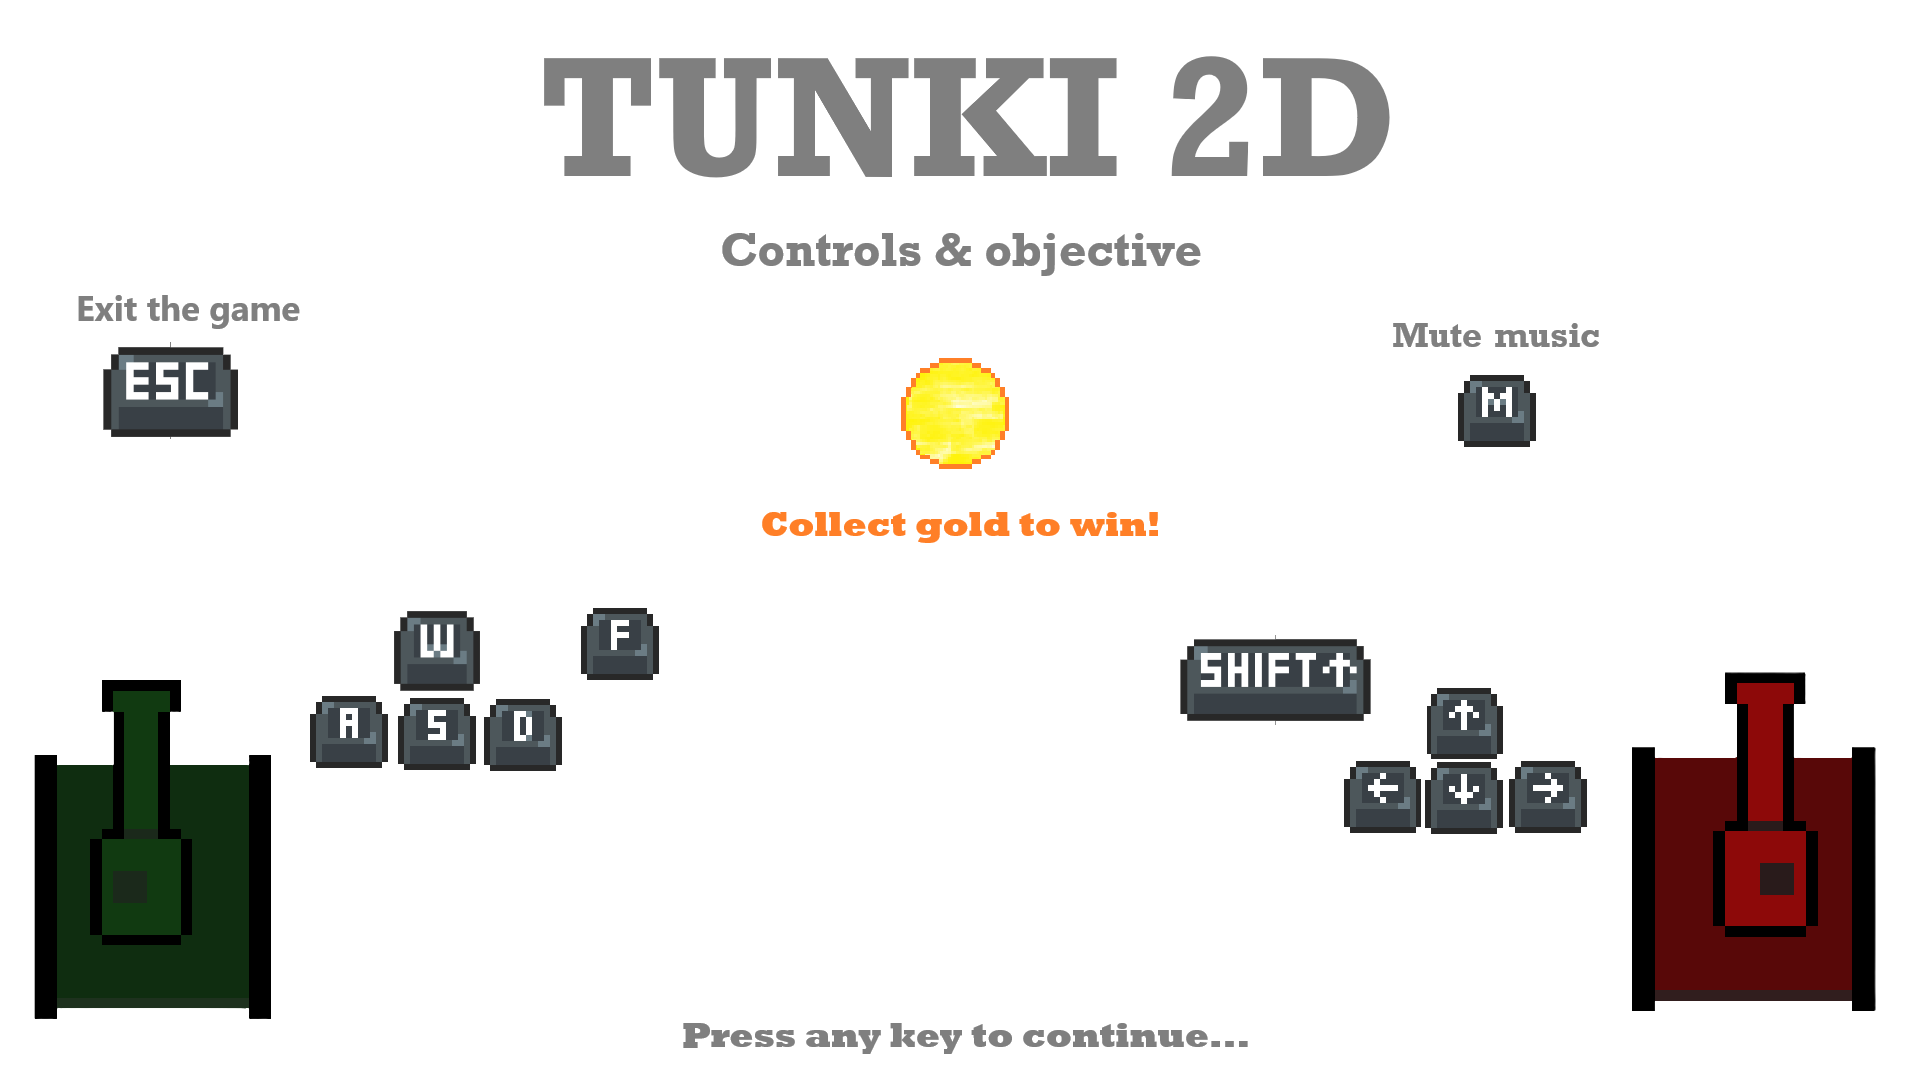 TUNKI 2D
Controls & objective
Exit the game
Mute music
ESC
M
Collect gold to win!
W
F
A S D
SHIFT↑
↑
← ↓ →
Press any key to continue...